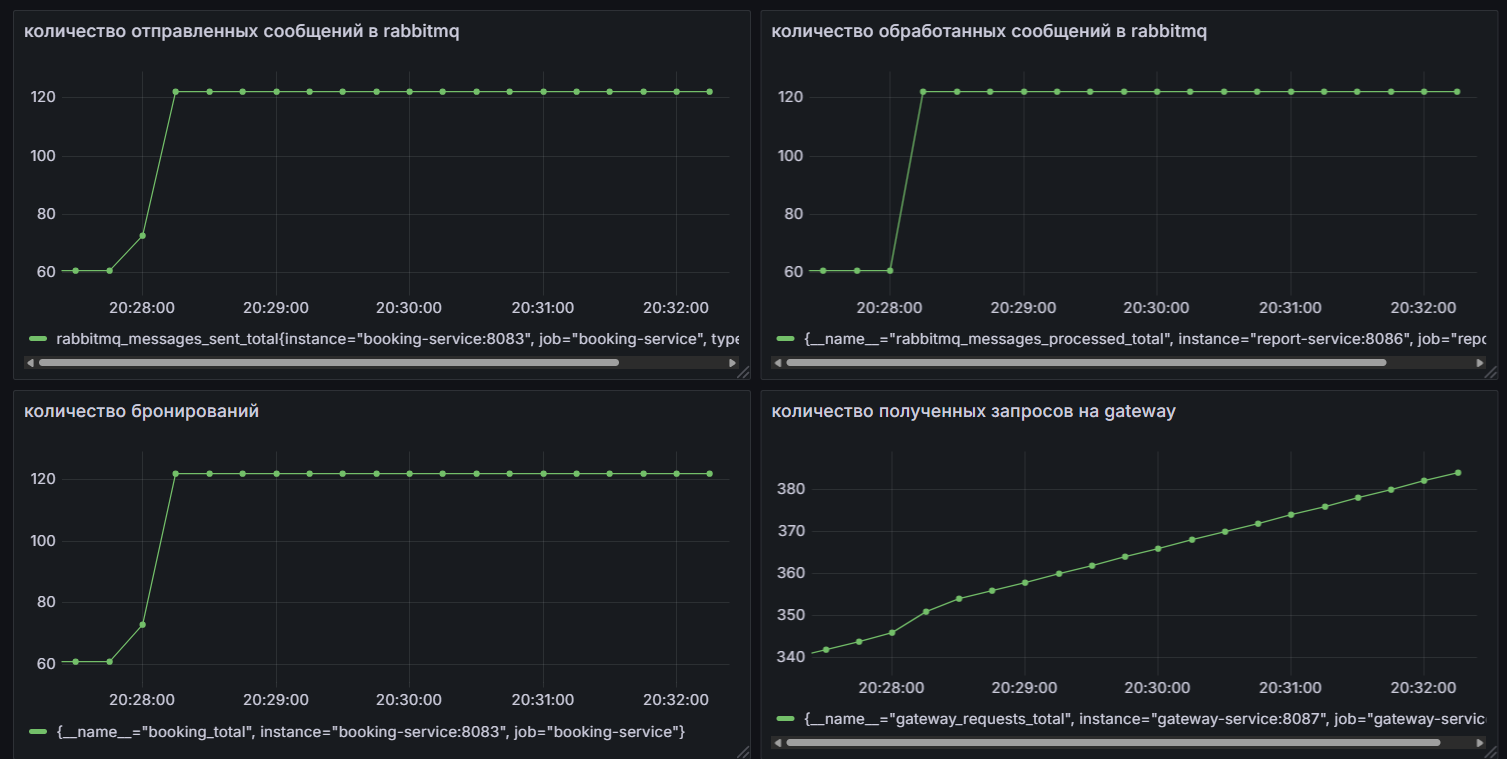 количество отправленных сообщений в rabbitmq
120
100
80
60
20:28:00 20:29:00 20:30:00 20:31:00 20:32:00
rabbitmq_messages_sent_total{instance="booking-service:8083", job="booking-service", type
количество обработанных сообщений в rabbitmq
120
100
80
60
20:28:00 20:29:00 20:30:00 20:31:00 20:32:00
{__name__="rabbitmq_messages_processed_total", instance="report-service:8086", job="repo
количество бронирований
120
100
80
60
20:28:00 20:29:00 20:30:00 20:31:00 20:32:00
{__name__="booking_total", instance="booking-service:8083", job="booking-service"}
количество полученных запросов на gateway
380
370
360
350
340
20:28:00 20:29:00 20:30:00 20:31:00 20:32:00
{__name__="gateway_requests_total", instance="gateway-service:8087", job="gateway-servic